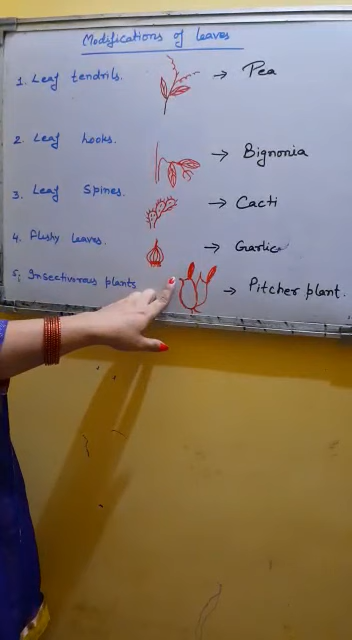 Modifications of leaves
1. Leaf tendrils. → Pea
2. Leaf hooks. → Bignonia
3. Leaf Spines. → Cacti
4. Flishy leaves. → Garlic
5; Insectivorous plants → Pitcher plant.